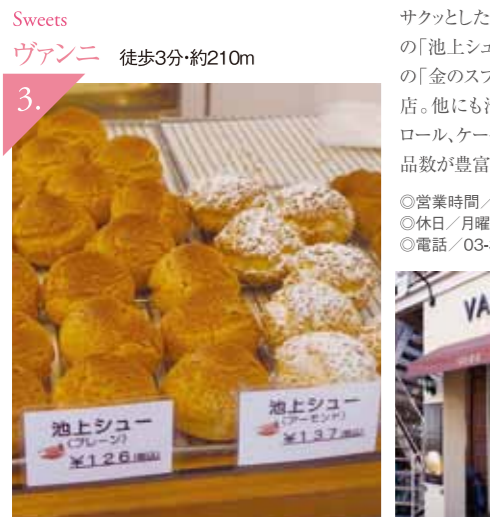 Sweets
ヴァンニ 徒歩3分・約210m
3.
池上シュー
(プレーン)
¥126(税込)
池上シュー
(アーモンド)
¥137(税込)
サクッとした
の「池上シュ
の「金のスフ
店。他にも
ロール、ケー
品数が豊富
◎営業時間／
◎休日／月曜
◎電話／03-
VA